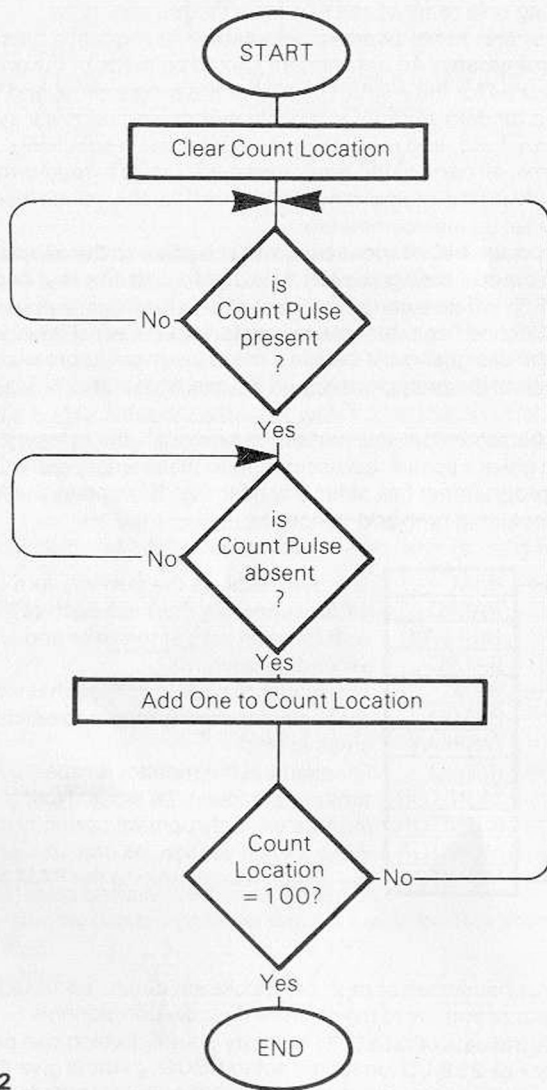 START
Clear Count Location
is
Count Pulse
present
?
No
Yes
is
Count Pulse
absent
?
No
Yes
Add One to Count Location
Count
Location
= 100?
No
Yes
END
2